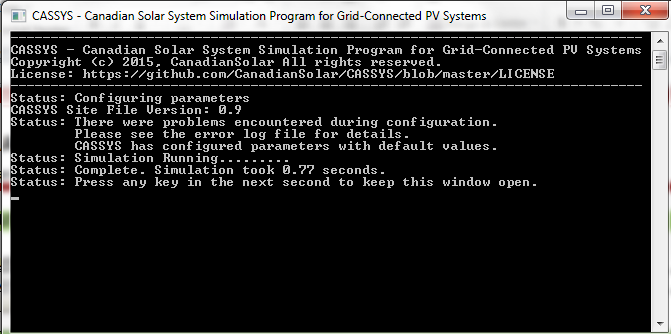 CASSYS - Canadian Solar System Simulation Program for Grid-Connected PV Systems
CASSYS - Canadian Solar System Simulation Program for Grid-Connected PV Systems
Copyright (c) 2015, CanadianSolar All rights reserved.
License: https://github.com/CanadianSolar/CASSYS/blob/master/LICENSE
Status: Configuring parameters
CASSYS Site File Version: 0.9
Status: There were problems encountered during configuration.
Please see the error log file for details.
CASSYS has configured parameters with default values.
Status: Simulation Running.........
Status: Complete. Simulation took 0.77 seconds.
Status: Press any key in the next second to keep this window open.